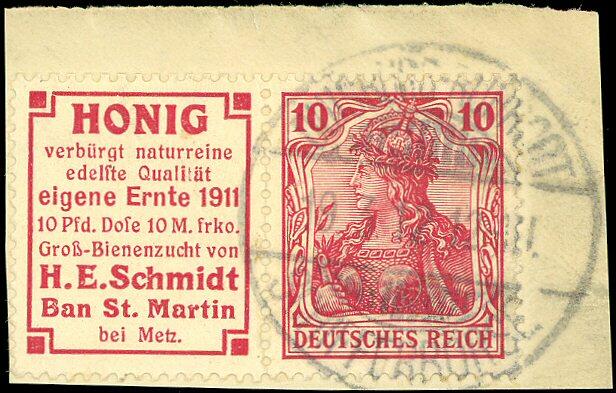 HONIG
verbürgt naturreine
edelste Qualität
eigene Ernte 1911
10 Pfd. Dose 10 M. frko.
Groß-Bienenzucht von
H.E.Schmidt
Ban St. Martin
bei Metz.
10 10
DEUTSCHES REICH